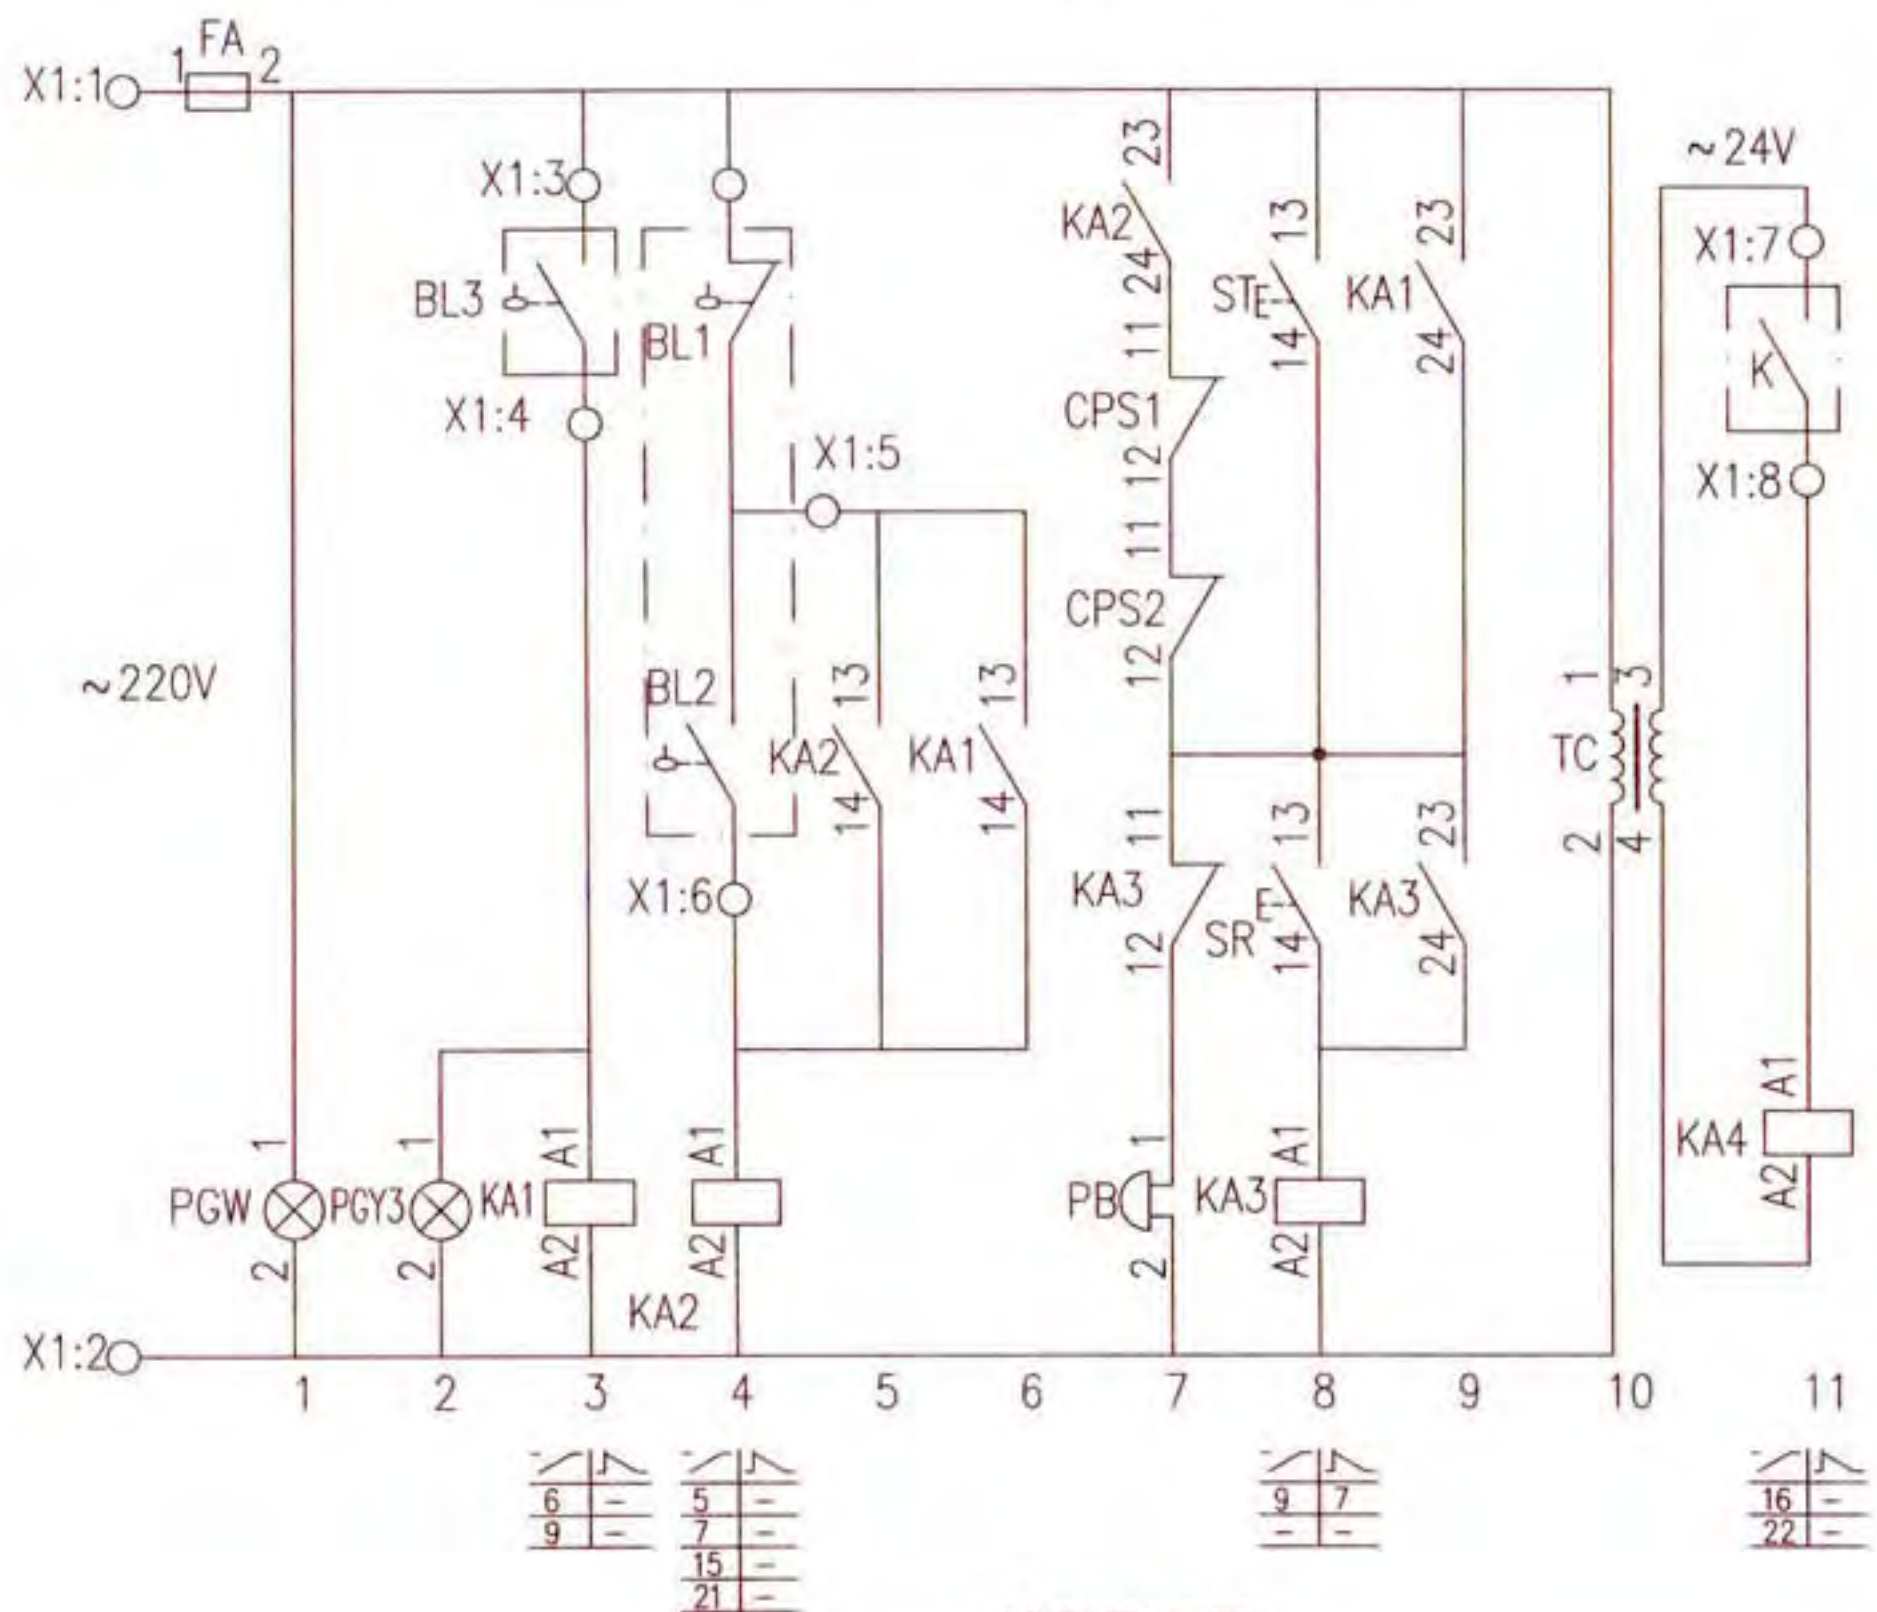 FA
1 2
X1:1
~24V
X1:3
23
KA2
24
13
ST
14
23
KA1
24
X1:7
BL3
BL1
K
X1:4
11
CPS1
12
X1:5
X1:8
11
CPS2
12
~220V
BL2
13
KA2
14
13
KA1
14
1 3
TC
2 4
11
KA3
12
13
SR
14
23
KA3
24
X1:6
1
PGW
2
1
PGY3
2
A1
KA1
A2
A1
A2
KA2
1
PB
2
A1
KA3
A2
A1
KA4
A2
X1:2
1 2 3 4 5 6 7 8 9 10 11
6 - 5 - 9 7 16 -
9 - 7 - - - 22 -
15 -
21 -